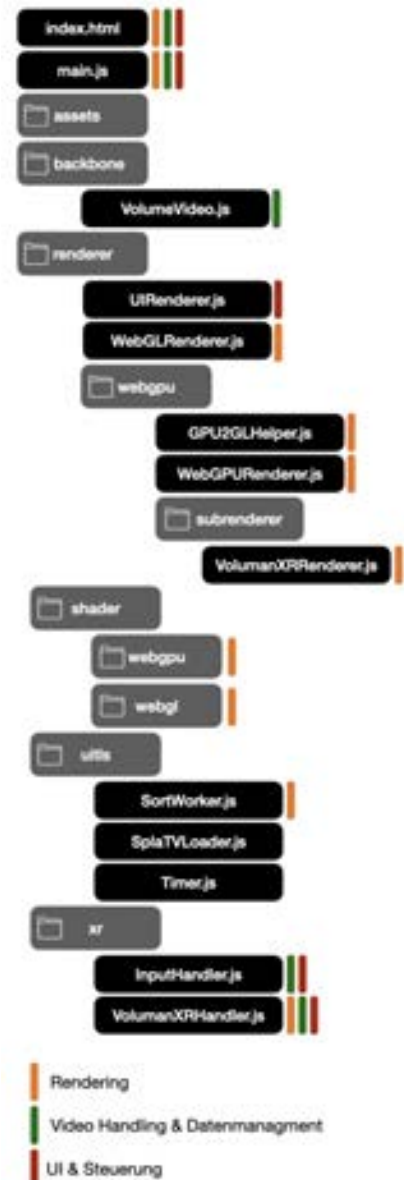 index.html
main.js
assets
backbone
VolumeVideo.js
renderer
UIRenderer.js
WebGLRenderer.js
webgpu
GPU2GLHelper.js
WebGPURenderer.js
subrenderer
VolumanXRRenderer.js
shader
webgpu
webgl
uitls
SortWorker.js
SplaTVLoader.js
Timer.js
xr
InputHandler.js
VolumanXRHandler.js
Rendering
Video Handling & Datenmanagment
UI & Steuerung